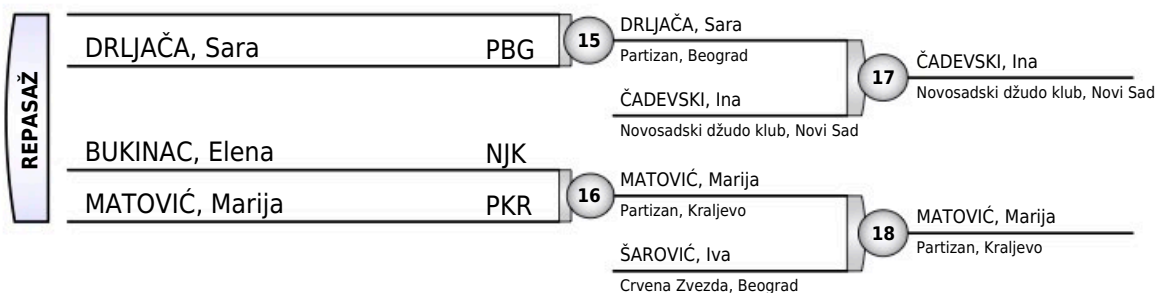 REPASAŽ
DRLJAČA, Sara PBG
15
DRLJAČA, Sara
Partizan, Beograd
ČADEVSKI, Ina
Novosadski džudo klub, Novi Sad
17
ČADEVSKI, Ina
Novosadski džudo klub, Novi Sad
BUKINAC, Elena NJK
MATOVIĆ, Marija PKR
16
MATOVIĆ, Marija
Partizan, Kraljevo
ŠAROVIĆ, Iva
Crvena Zvezda, Beograd
18
MATOVIĆ, Marija
Partizan, Kraljevo